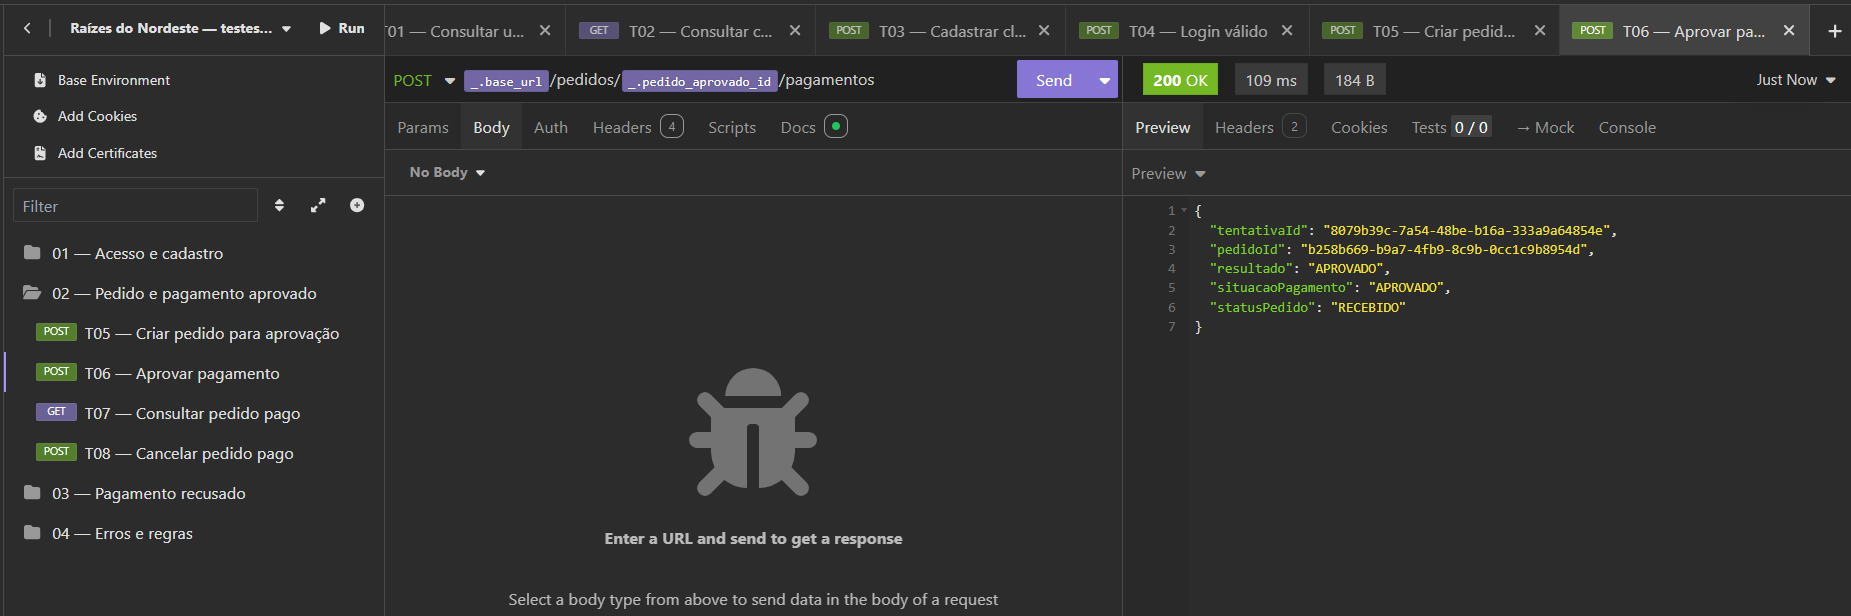 Raízes do Nordeste — testes...
Run
T01 — Consultar u...
GET T02 — Consultar c...
POST T03 — Cadastrar cl...
POST T04 — Login válido
POST T05 — Criar pedid...
POST T06 — Aprovar pa...
Base Environment
Add Cookies
Add Certificates
Filter
01 — Acesso e cadastro
02 — Pedido e pagamento aprovado
POST T05 — Criar pedido para aprovação
POST T06 — Aprovar pagamento
GET T07 — Consultar pedido pago
POST T08 — Cancelar pedido pago
03 — Pagamento recusado
04 — Erros e regras
POST _.base_url/pedidos/_.pedido_aprovado_id/pagamentos
Send
Params Body Auth Headers 4 Scripts Docs
No Body
Enter a URL and send to get a response
Select a body type from above to send data in the body of a request
200 OK 109 ms 184 B Just Now
Preview Headers 2 Cookies Tests 0 / 0 → Mock Console
Preview
1 {
2 "tentativaId": "8079b39c-7a54-48be-b16a-333a9a64854e",
3 "pedidoId": "b258b669-b9a7-4fb9-8c9b-0cc1c9b8954d",
4 "resultado": "APROVADO",
5 "situacaoPagamento": "APROVADO",
6 "statusPedido": "RECEBIDO"
7 }